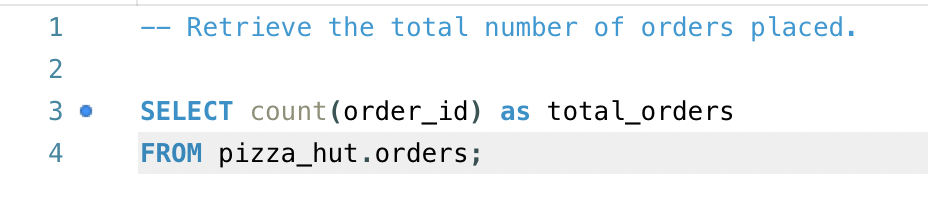 1 -- Retrieve the total number of orders placed.
2
3 SELECT count(order_id) as total_orders
4 FROM pizza_hut.orders;